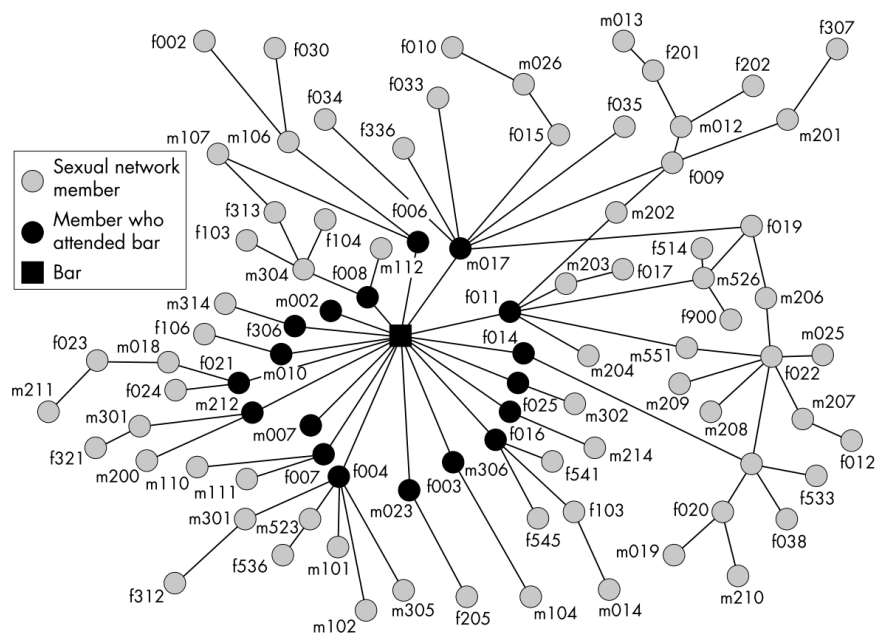 m013
f307
f002
f030
f010
f201
m026
f202
f034
f033
f035
m107
m106
f336
f015
m012
m201
Sexual network
member
Member who
attended bar
Bar
f009
f006
f313
m202
f103
f104
m112
m017
f019
m304
f008
m203
f017
f514
m526
m314
m002
f011
m206
f106
f306
f014
f900
m025
f023
m018
f021
m010
m204
m551
f022
f024
m211
m212
f025
m302
m209
m207
m301
m007
f016
m208
f321
m200
m214
f012
m110
f007
f004
m306
f541
m111
f003
f533
m301
m523
m023
f545
f103
f020
f038
f536
m101
m019
f312
m305
f205
m104
m014
m210
m102